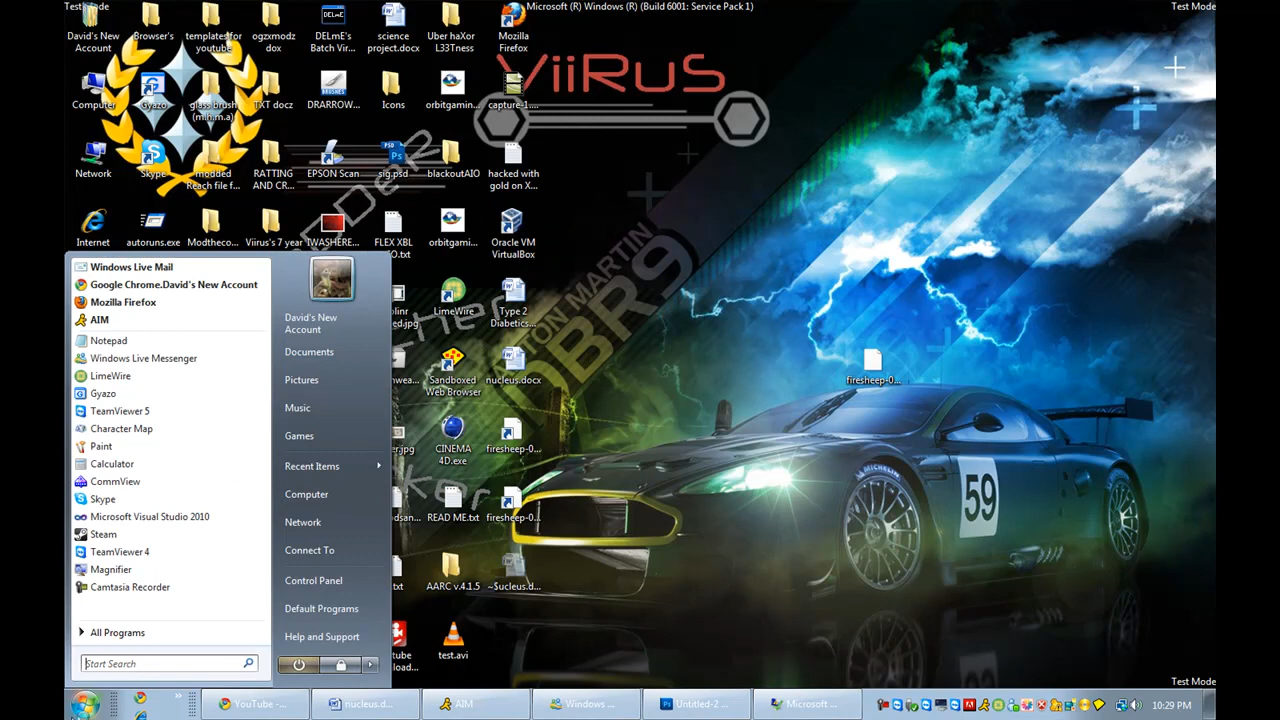 Test Mode
Microsoft (R) Windows (R) (Build 6001: Service Pack 1)
Test Mode
David's New Account
Browser's
templates for youtube
ogzxmodz dox
DELmE's Batch Vir...
science project.docx
Uber haXor L33Tness
Mozilla Firefox
ViiRuS
Computer
Gyazo
glass brush (m.h.m.a)
TXT docz
DRARROW...
Icons
orbitgamin...
capture-1....
Network
Skype
modded Reach file f...
RATTING AND CR...
EPSON Scan
sig.psd
blackoutAIO
hacked with gold on X...
Internet
autoruns.exe
Modtheco...
Viirus's 7 year
IWASHERE...
FLEX XBL
orbitgami...
Oracle VM VirtualBox
ASTON MARTIN
DBR9
LimeWire
Type 2 Diabetics...
Sandboxed Web Browser
nucleus.docx
firesheep-0...
CINEMA 4D.exe
firesheep-0...
READ ME.txt
firesheep-0...
AARC v.4.1.5
~$ucleus.d...
test.avi
MICHELIN
59
Windows Live Mail
Google Chrome.David's New Account
Mozilla Firefox
AIM
Notepad
Windows Live Messenger
LimeWire
Gyazo
TeamViewer 5
Character Map
Paint
Calculator
CommView
Skype
Microsoft Visual Studio 2010
Steam
TeamViewer 4
Magnifier
Camtasia Recorder
All Programs
Start Search
David's New
Account
Documents
Pictures
Music
Games
Recent Items
Computer
Network
Connect To
Control Panel
Default Programs
Help and Support
Test Mode
YouTube -...
nucleus.d...
AIM
Windows ...
Untitled-2 ...
Microsoft ...
10:29 PM